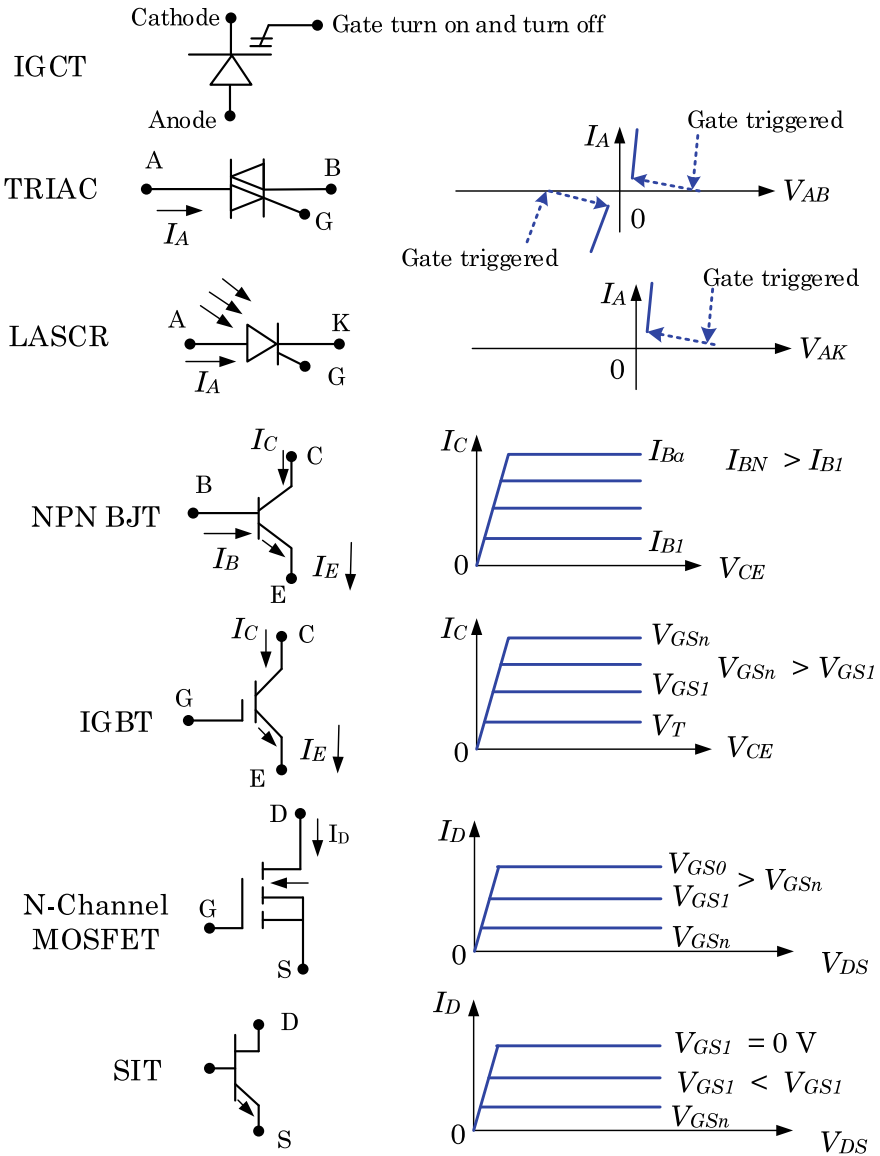 Cathode
Gate turn on and turn off
IGCT
Anode
TRIAC
A
B
G
I_A
I_A
Gate triggered
V_AB
0
Gate triggered
LASCR
A
K
G
I_A
I_A
Gate triggered
V_AK
0
NPN BJT
B
I_C
C
I_B
I_E
E
I_C
I_Ba
I_BN > I_B1
I_B1
0
V_CE
IGBT
I_C
C
G
I_E
E
I_C
V_GSn
V_GSn > V_GS1
V_GS1
V_T
0
V_CE
N-Channel
MOSFET
D
I_D
G
S
I_D
V_GS0
V_GS1 > V_GSn
V_GSn
0
V_DS
SIT
D
S
I_D
V_GS1 = 0 V
V_GS1 < V_GS1
V_GSn
0
V_DS